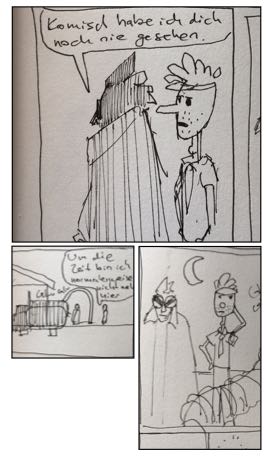 Komisch habe ich dich
noch nie gesehen.
Um die
Zeit bin ich
normalerweise
nicht mehr
hier